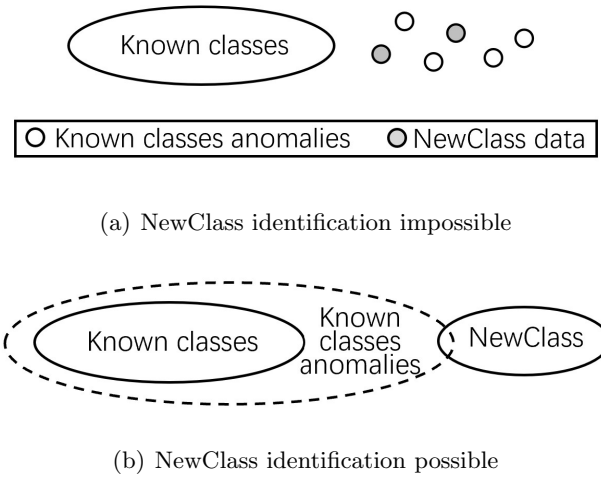 Known classes
Known classes anomalies
NewClass data
(a) NewClass identification impossible
Known classes
Known
classes
anomalies
NewClass
(b) NewClass identification possible